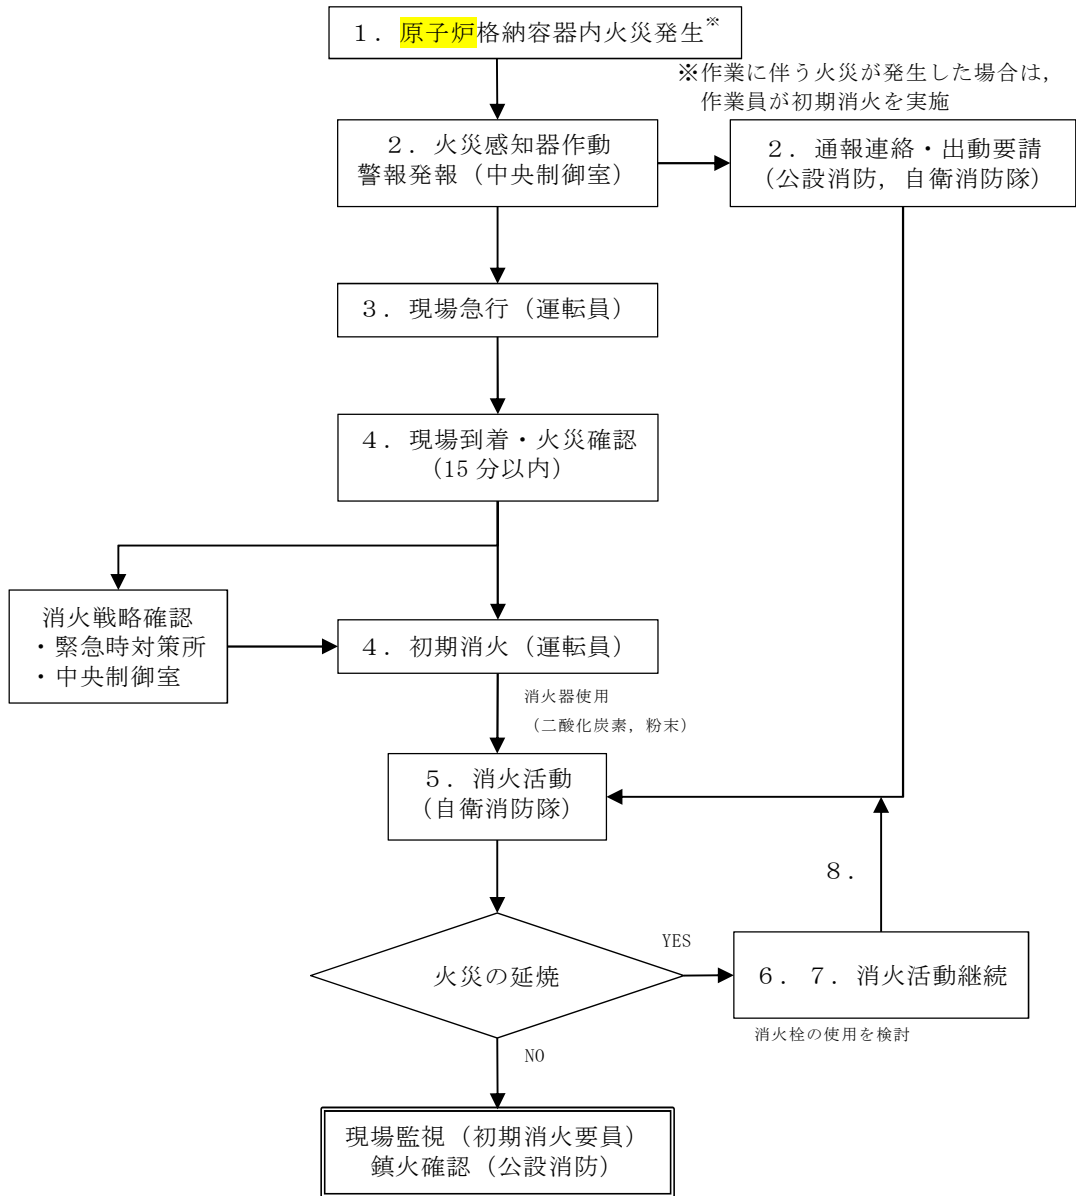 １．原子炉格納容器内火災発生※
※作業に伴う火災が発生した場合は，
作業員が初期消火を実施
２．火災感知器作動
警報発報（中央制御室）
２．通報連絡・出動要請
（公設消防，自衛消防隊）
３．現場急行（運転員）
４．現場到着・火災確認
（15 分以内）
消火戦略確認
・緊急時対策所
・中央制御室
４．初期消火（運転員）
消火器使用
（二酸化炭素，粉末）
５．消火活動
（自衛消防隊）
８．
火災の延焼
YES
６．７．消火活動継続
消火栓の使用を検討
NO
現場監視（初期消火要員）
鎮火確認（公設消防）